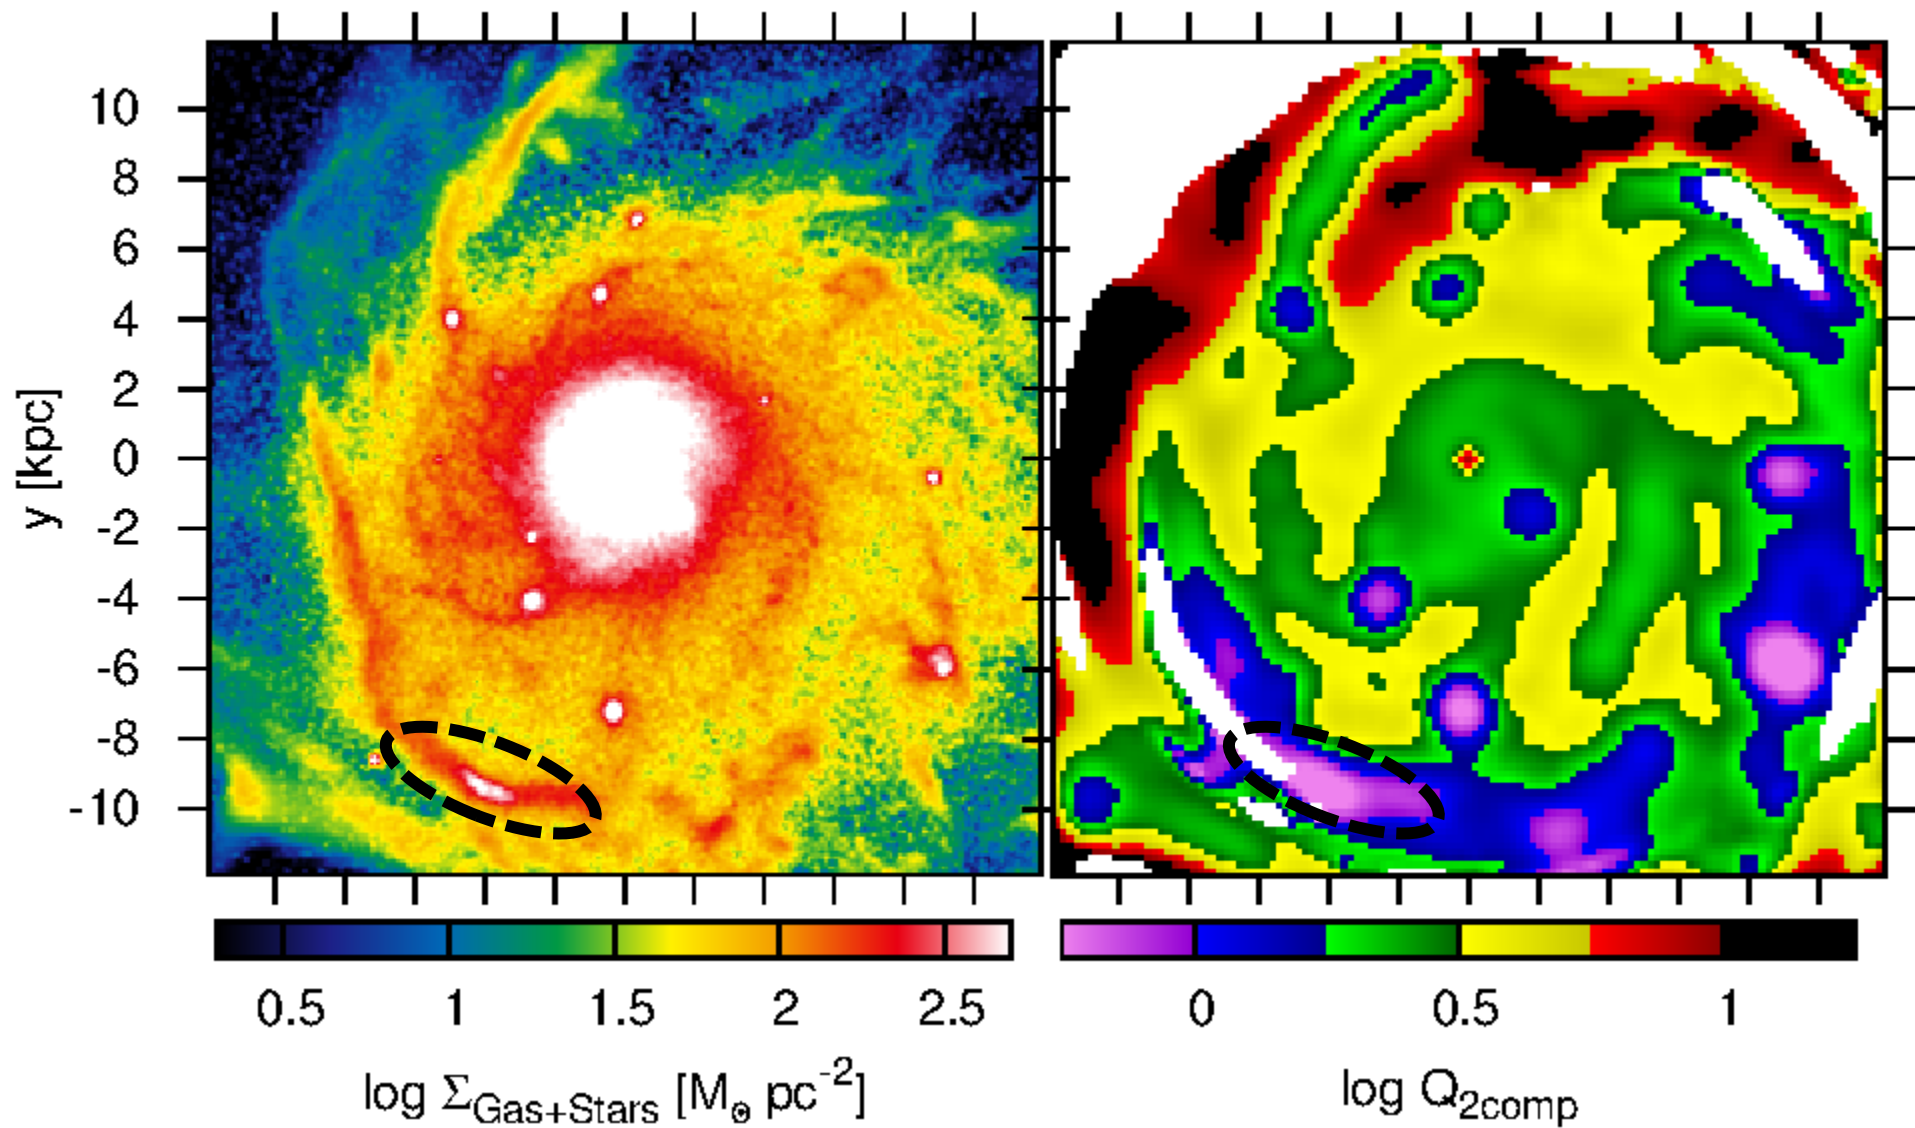 10
8
6
4
2
0
-2
-4
-6
-8
-10
y [kpc]
0.5 1 1.5 2 2.5
0 0.5 1
log Σ_Gas+Stars [M_⊙ pc^-2]
log Q_2comp